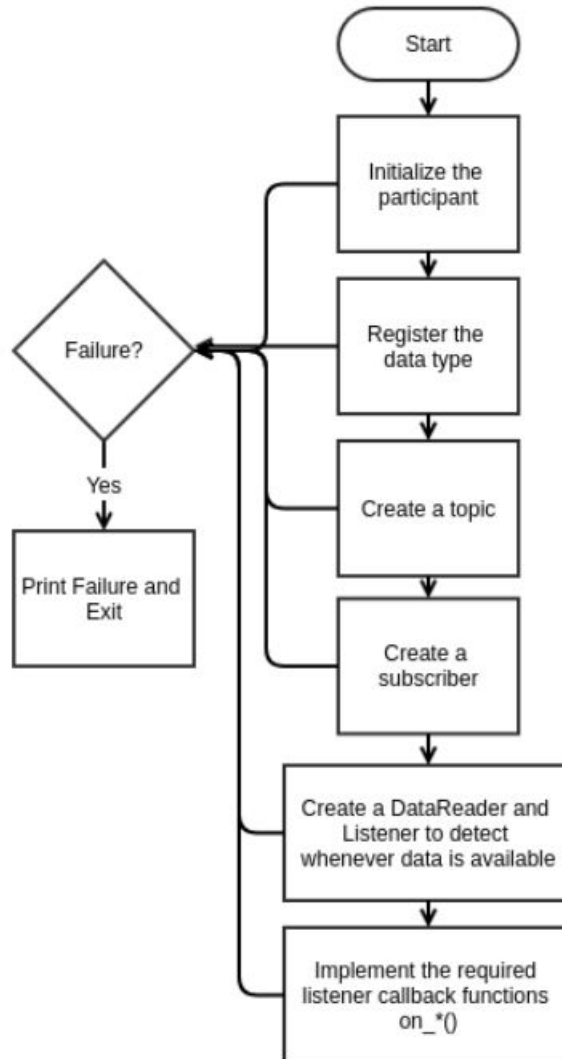 Start
Initialize the
participant
Failure?
Register the
data type
Yes
Create a topic
Print Failure and
Exit
Create a
subscriber
Create a DataReader and
Listener to detect
whenever data is available
Implement the required
listener callback functions
on_*()